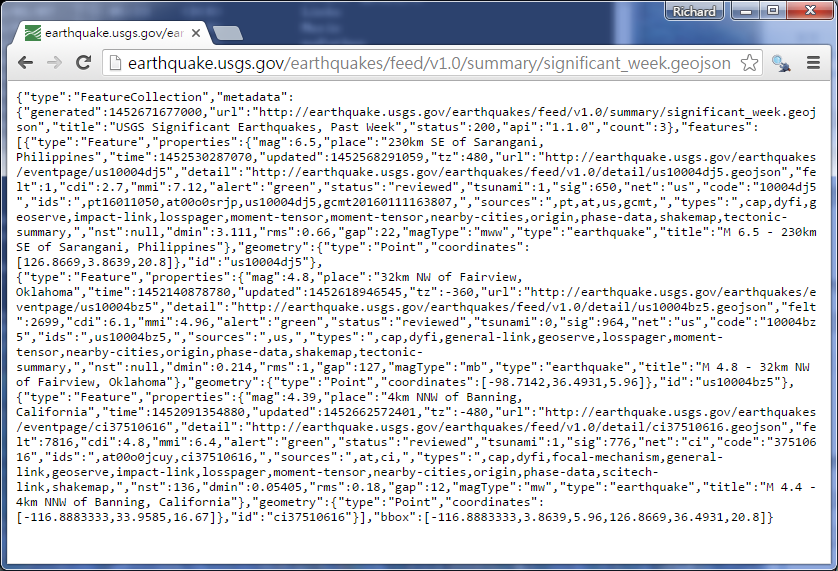 Richard
earthquake.usgs.gov/ear
earthquake.usgs.gov/earthquakes/feed/v1.0/summary/significant_week.geojson
{"type":"FeatureCollection","metadata":
{"generated":1452671677000,"url":"http://earthquake.usgs.gov/earthquakes/feed/v1.0/summary/significant_week.geojs
on","title":"USGS Significant Earthquakes, Past Week","status":200,"api":"1.1.0","count":3},"features":
[{"type":"Feature","properties":{"mag":6.5,"place":"230km SE of Sarangani,
Philippines","time":1452530287070,"updated":1452568291059,"tz":480,"url":"http://earthquake.usgs.gov/earthquakes
/eventpage/us10004dj5","detail":"http://earthquake.usgs.gov/earthquakes/feed/v1.0/detail/us10004dj5.geojson","fe
lt":1,"cdi":2.7,"mmi":7.12,"alert":"green","status":"reviewed","tsunami":1,"sig":650,"net":"us","code":"10004dj5
","ids":",pt16011050,at00o0srjp,us10004dj5,gcmt20160111163807,","sources":",pt,at,us,gcmt,","types":",cap,dyfi,g
eoserve,impact-link,losspager,moment-tensor,moment-tensor,nearby-cities,origin,phase-data,shakemap,tectonic-
summary,","nst":null,"dmin":3.111,"rms":0.66,"gap":22,"magType":"mww","type":"earthquake","title":"M 6.5 - 230km
SE of Sarangani, Philippines"},"geometry":{"type":"Point","coordinates":
[126.8669,3.8639,20.8]},"id":"us10004dj5"},
{"type":"Feature","properties":{"mag":4.8,"place":"32km NW of Fairview,
Oklahoma","time":1452140878780,"updated":1452618946545,"tz":-360,"url":"http://earthquake.usgs.gov/earthquakes/e
ventpage/us10004bz5","detail":"http://earthquake.usgs.gov/earthquakes/feed/v1.0/detail/us10004bz5.geojson","felt
":2699,"cdi":6.1,"mmi":4.96,"alert":"green","status":"reviewed","tsunami":0,"sig":964,"net":"us","code":"10004bz
5","ids":",us10004bz5,","sources":",us,","types":",cap,dyfi,general-link,geoserve,losspager,moment-
tensor,nearby-cities,origin,phase-data,shakemap,tectonic-
summary,","nst":null,"dmin":0.214,"rms":1,"gap":127,"magType":"mb","type":"earthquake","title":"M 4.8 - 32km NW
of Fairview, Oklahoma"},"geometry":{"type":"Point","coordinates":[-98.7142,36.4931,5.96]},"id":"us10004bz5"},
{"type":"Feature","properties":{"mag":4.39,"place":"4km NNW of Banning,
California","time":1452091354880,"updated":1452662572401,"tz":-480,"url":"http://earthquake.usgs.gov/earthquakes
/eventpage/ci37510616","detail":"http://earthquake.usgs.gov/earthquakes/feed/v1.0/detail/ci37510616.geojson","fe
lt":7816,"cdi":4.8,"mmi":6.4,"alert":"green","status":"reviewed","tsunami":1,"sig":776,"net":"ci","code":"375106
16","ids":",at00o0jcuy,ci37510616,","sources":",at,ci,","types":",cap,dyfi,focal-mechanism,general-
link,geoserve,impact-link,losspager,moment-tensor,nearby-cities,origin,phase-data,scitech-
link,shakemap,","nst":136,"dmin":0.05405,"rms":0.18,"gap":12,"magType":"mw","type":"earthquake","title":"M 4.4 -
4km NNW of Banning, California"},"geometry":{"type":"Point","coordinates":
[-116.8883333,33.9585,16.67]},"id":"ci37510616"}],"bbox":[-116.8883333,3.8639,5.96,126.8669,36.4931,20.8]}